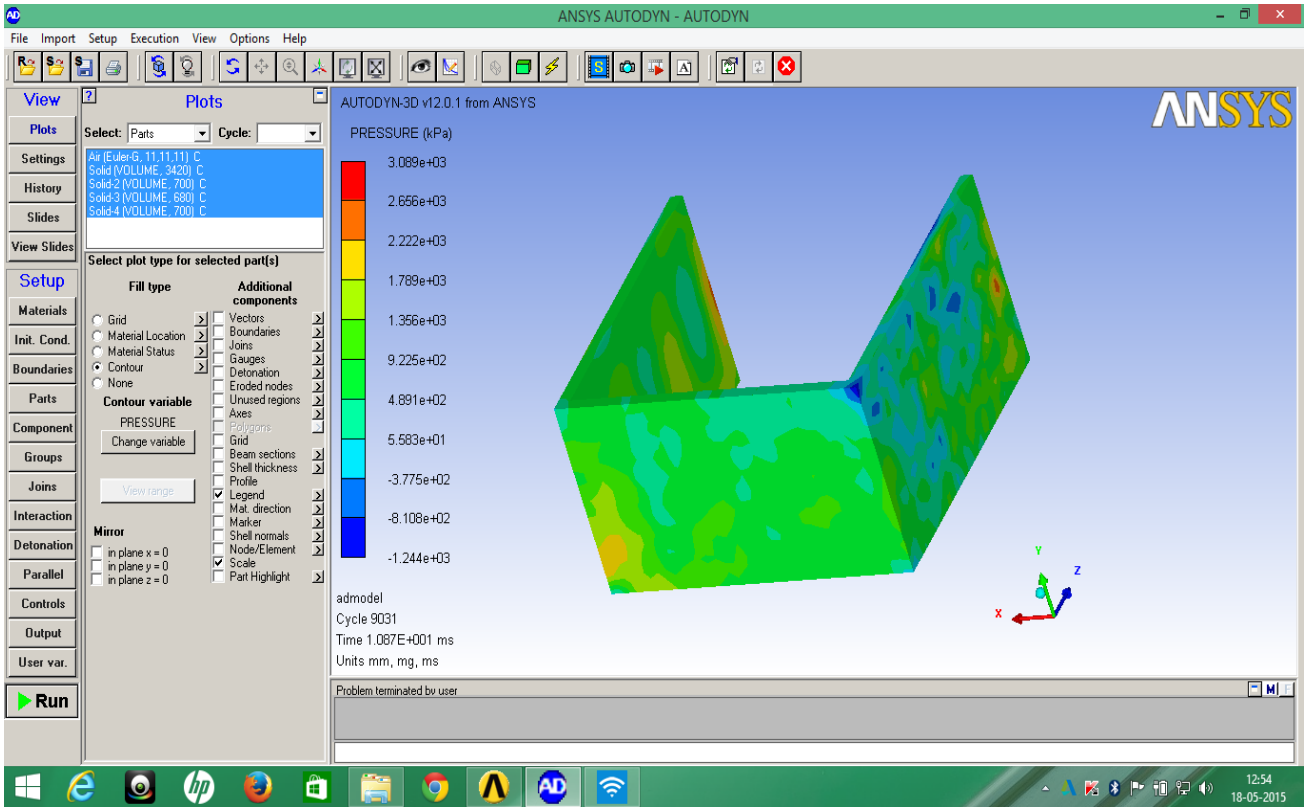 AD
ANSYS AUTODYN - AUTODYN
File Import Setup Execution View Options Help
View
Plots
Settings
History
Slides
View Slides
Setup
Materials
Init. Cond.
Boundaries
Parts
Component
Groups
Joins
Interaction
Detonation
Parallel
Controls
Output
User var.
Run
? Plots
Select: Parts Cycle:
Air (Euler-G, 11,11,11) C
Solid (VOLUME, 3420) C
Solid-2 (VOLUME, 700) C
Solid-3 (VOLUME, 680) C
Solid-4 (VOLUME, 700) C
Select plot type for selected part(s)
Fill type
Grid
Material Location
Material Status
Contour
None
Contour variable
PRESSURE
Change variable
View range
Mirror
in plane x = 0
in plane y = 0
in plane z = 0
Additional
components
Vectors
Boundaries
Joins
Gauges
Detonation
Eroded nodes
Unused regions
Axes
Polygons
Grid
Beam sections
Shell thickness
Profile
Legend
Mat. direction
Marker
Shell normals
Node/Element
Scale
Part Highlight
AUTODYN-3D v12.0.1 from ANSYS
ANSYS
PRESSURE (kPa)
3.089e+03
2.656e+03
2.222e+03
1.789e+03
1.356e+03
9.225e+02
4.891e+02
5.583e+01
-3.775e+02
-8.108e+02
-1.244e+03
Y
Z
X
admodel
Cycle 9031
Time 1.087E+001 ms
Units mm, mg, ms
Problem terminated by user
M
hp
AD
12:54
18-05-2015